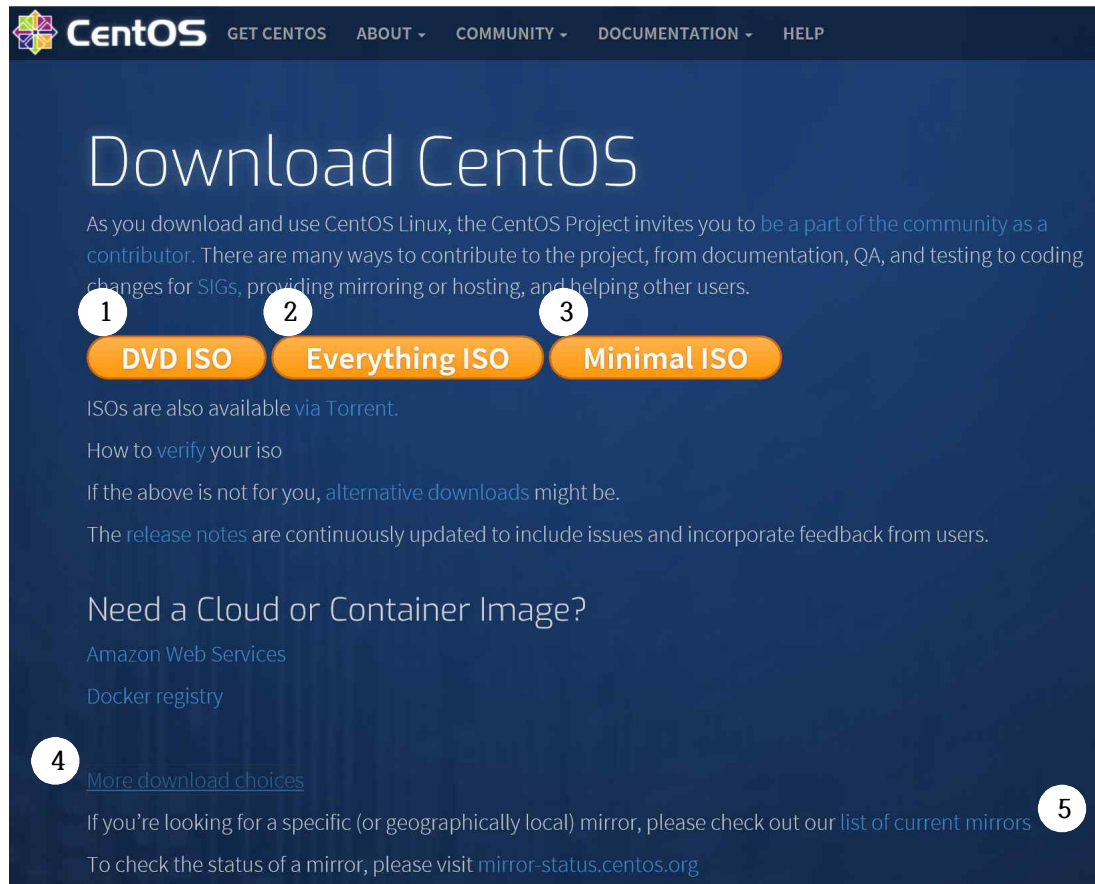 CentOS GET CENTOS ABOUT COMMUNITY DOCUMENTATION HELP
Download CentOS
As you download and use CentOS Linux, the CentOS Project invites you to be a part of the community as a
contributor. There are many ways to contribute to the project, from documentation, QA, and testing to coding
changes for SIGs, providing mirroring or hosting, and helping other users.
1 2 3
DVD ISO Everything ISO Minimal ISO
ISOs are also available via Torrent.
How to verify your iso
If the above is not for you, alternative downloads might be.
The release notes are continuously updated to include issues and incorporate feedback from users.
Need a Cloud or Container Image?
Amazon Web Services
Docker registry
4
More download choices
If you're looking for a specific (or geographically local) mirror, please check out our list of current mirrors 5
To check the status of a mirror, please visit mirror-status.centos.org